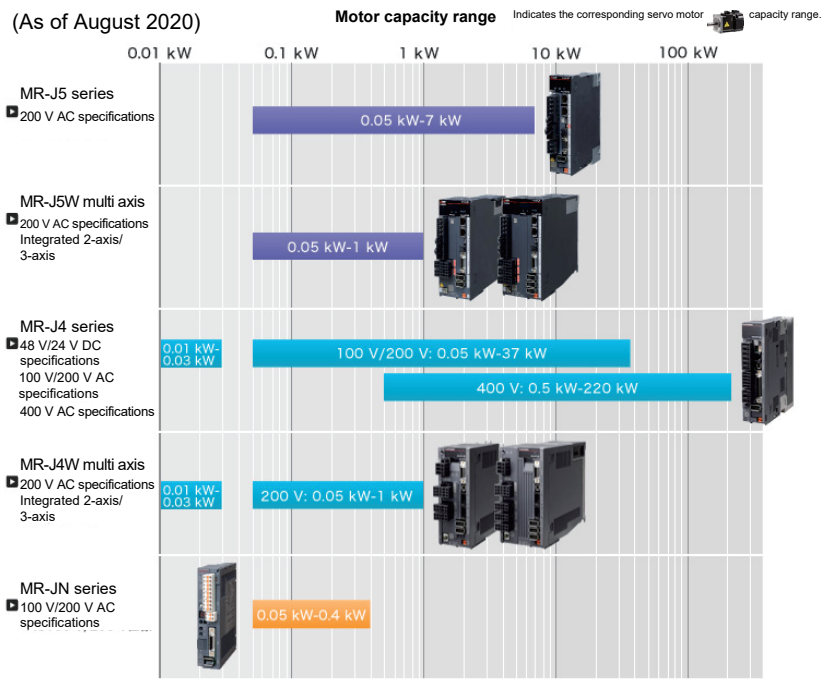 (As of August 2020)
Motor capacity range
Indicates the corresponding servo motor capacity range.
0.01 kW 0.1 kW 1 kW 10 kW 100 kW
MR-J5 series
200 V AC specifications
0.05 kW-7 kW
MR-J5W multi axis
200 V AC specifications
Integrated 2-axis/
3-axis
0.05 kW-1 kW
MR-J4 series
48 V/24 V DC
specifications
100 V/200 V AC
specifications
400 V AC specifications
0.01 kW-
0.03 kW
100 V/200 V: 0.05 kW-37 kW
400 V: 0.5 kW-220 kW
MR-J4W multi axis
200 V AC specifications
Integrated 2-axis/
3-axis
0.01 kW-
0.03 kW
200 V: 0.05 kW-1 kW
MR-JN series
100 V/200 V AC
specifications
0.05 kW-0.4 kW